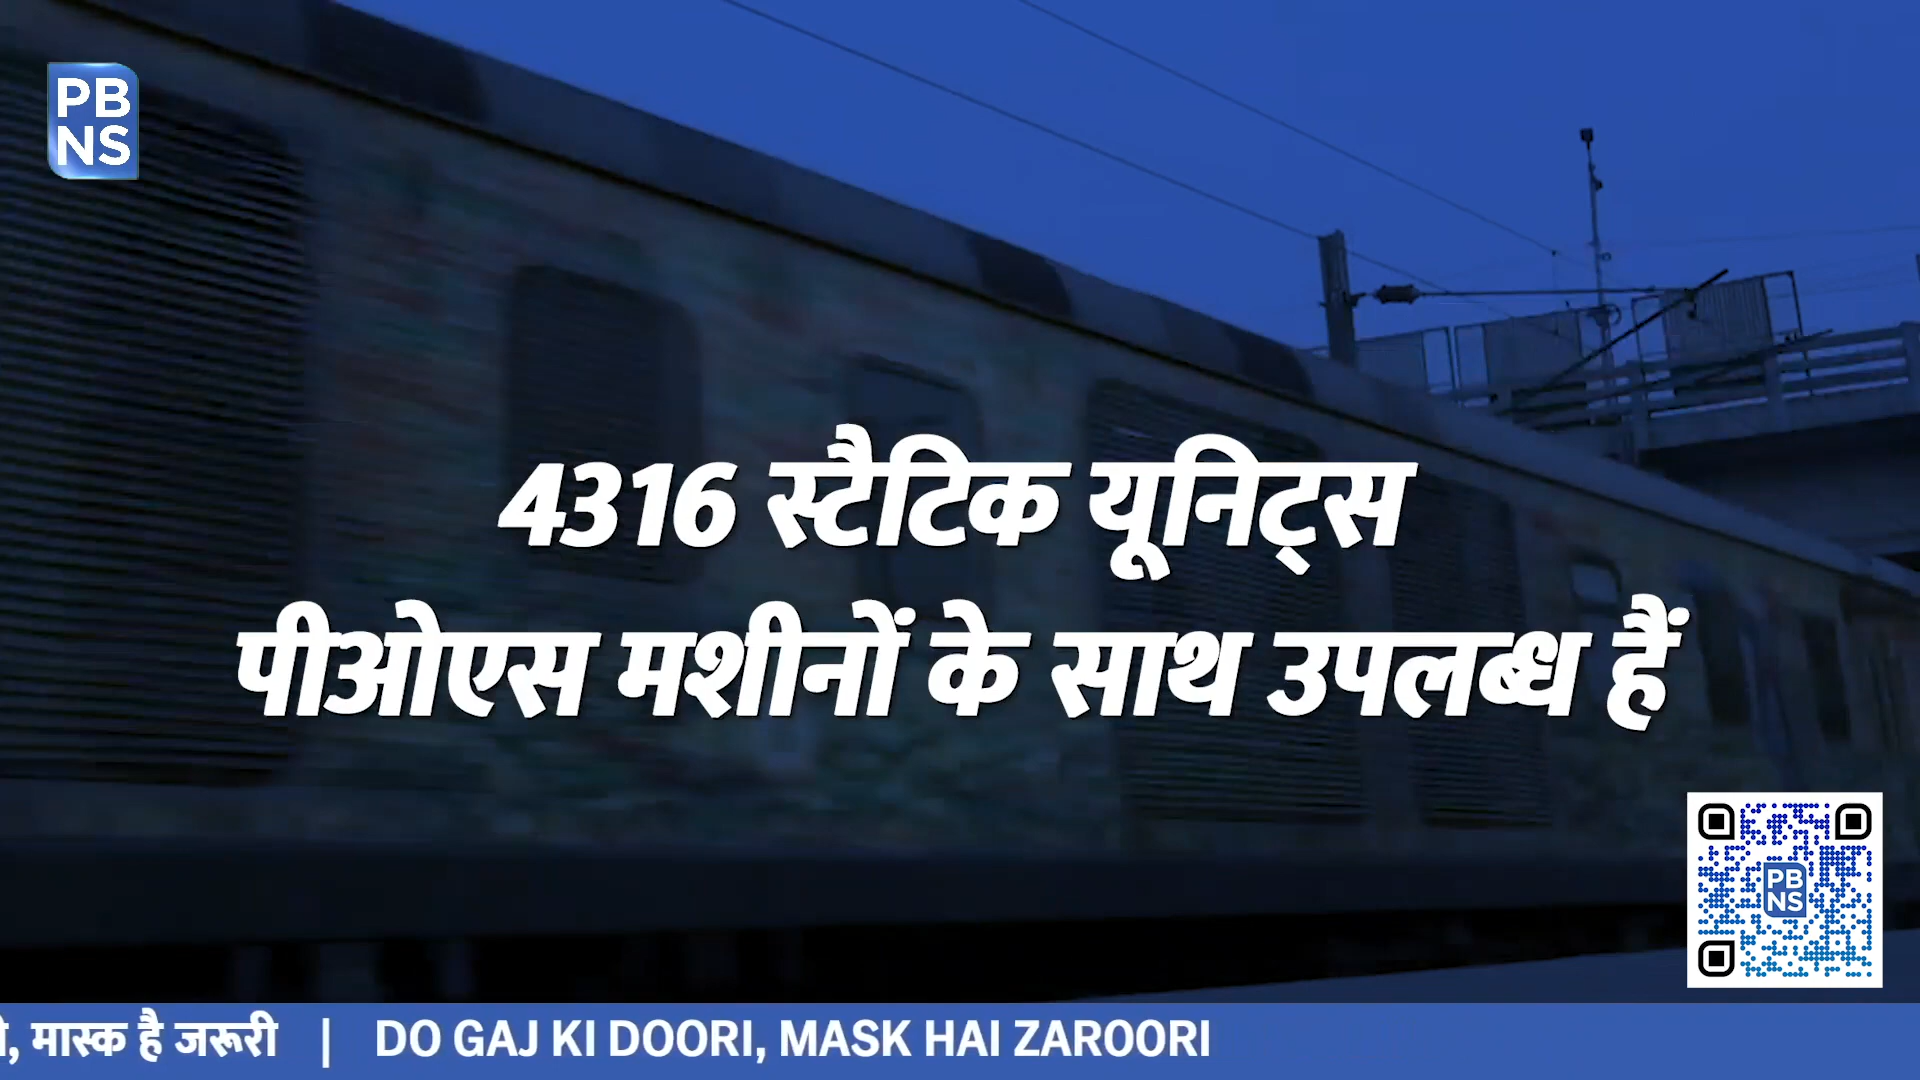 PB
NS
4316 स्टैटिक यूनिट्स
पीओएस मशीनों के साथ उपलब्ध हैं
PB
NS
मास्क है जरूरी | DO GAJ KI DOORI, MASK HAI ZAROORI